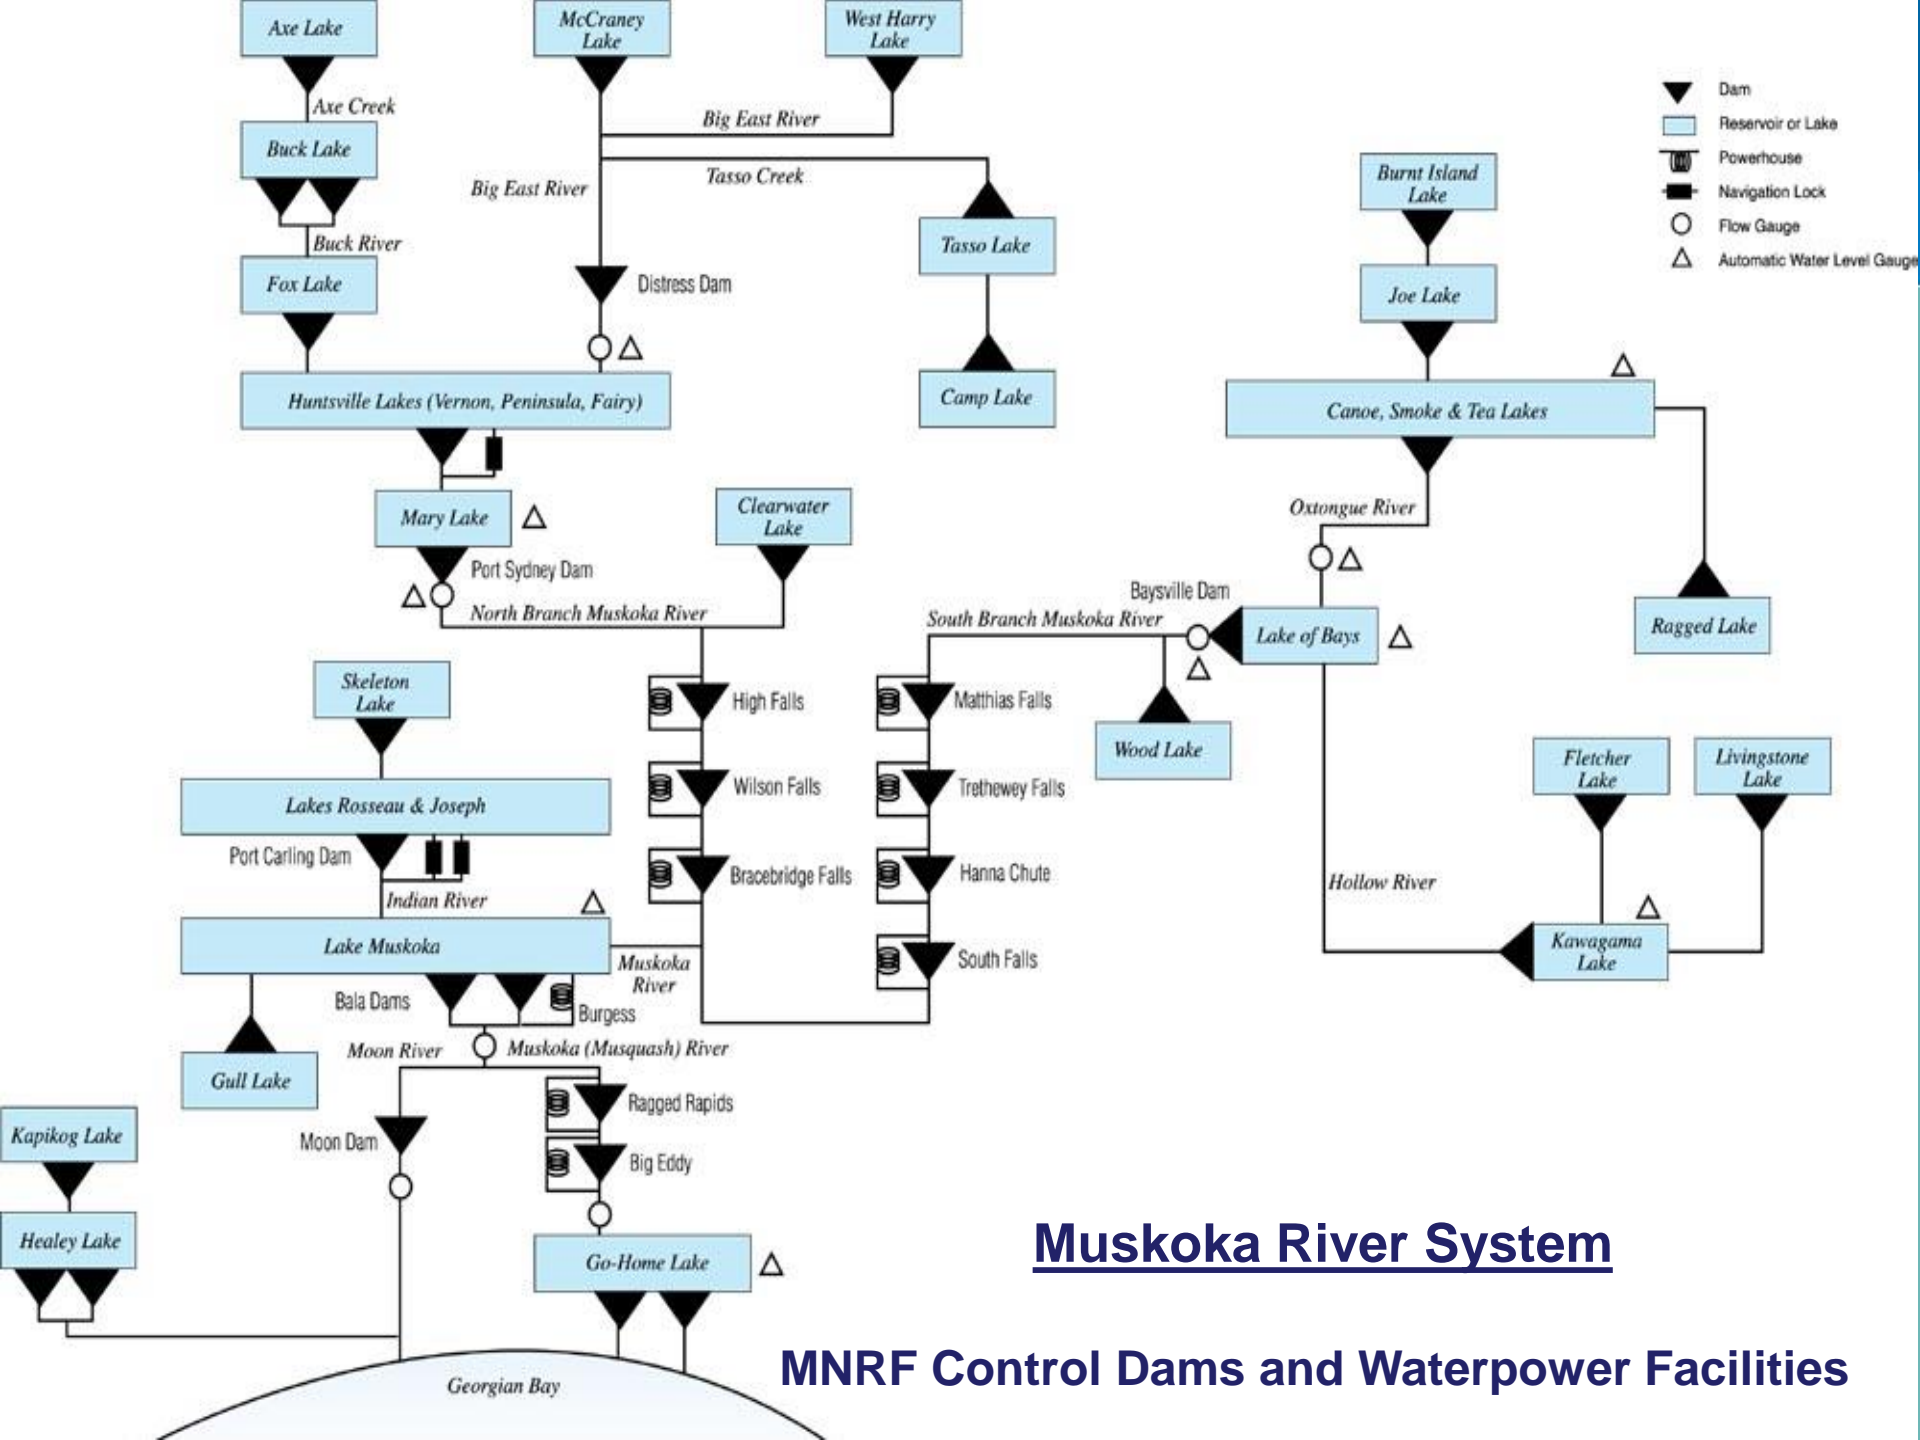 Axe Lake
McCraney
Lake
West Harry
Lake
Dam
Reservoir or Lake
Powerhouse
Navigation Lock
Flow Gauge
Automatic Water Level Gauge
Axe Creek
Big East River
Buck Lake
Big East River
Tasso Creek
Burnt Island
Lake
Buck River
Tasso Lake
Fox Lake
Distress Dam
Joe Lake
Huntsville Lakes (Vernon, Peninsula, Fairy)
Camp Lake
Canoe, Smoke & Tea Lakes
Mary Lake
Clearwater
Lake
Oxtongue River
Port Sydney Dam
North Branch Muskoka River
Baysville Dam
South Branch Muskoka River
Lake of Bays
Ragged Lake
Skeleton
Lake
High Falls
Matthias Falls
Wood Lake
Fletcher
Lake
Livingstone
Lake
Lakes Rosseau & Joseph
Wilson Falls
Trethewey Falls
Port Carling Dam
Bracebridge Falls
Hanna Chute
Hollow River
Indian River
Lake Muskoka
Muskoka
River
South Falls
Kawagama
Lake
Bala Dams
Burgess
Moon River
Muskoka (Musquash) River
Gull Lake
Ragged Rapids
Kapikog Lake
Moon Dam
Big Eddy
Healey Lake
Go-Home Lake
Muskoka River System
MNRF Control Dams and Waterpower Facilities
Georgian Bay